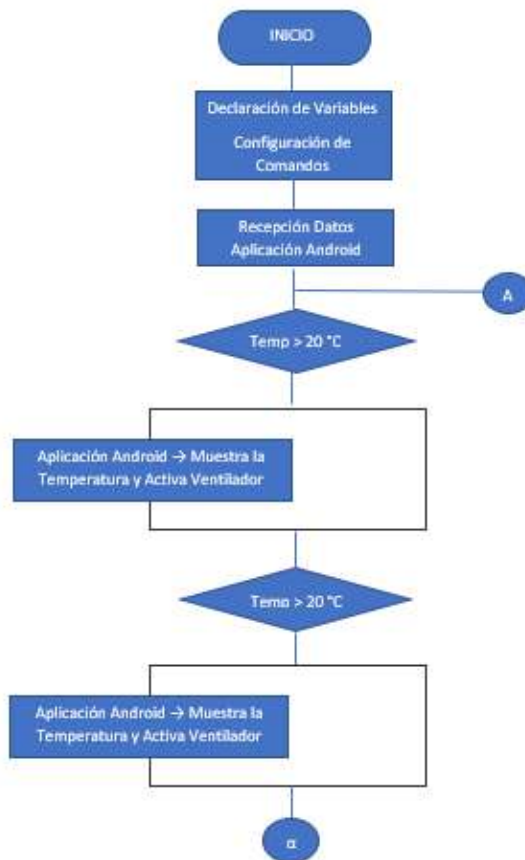 INICIO
Declaración de Variables
Configuración de
Comandos
Recepción Datos
Aplicación Android
A
Temp > 20 °C
Aplicación Android → Muestra la
Temperatura y Activa Ventilador
Temp > 20 °C
Aplicación Android → Muestra la
Temperatura y Activa Ventilador
α